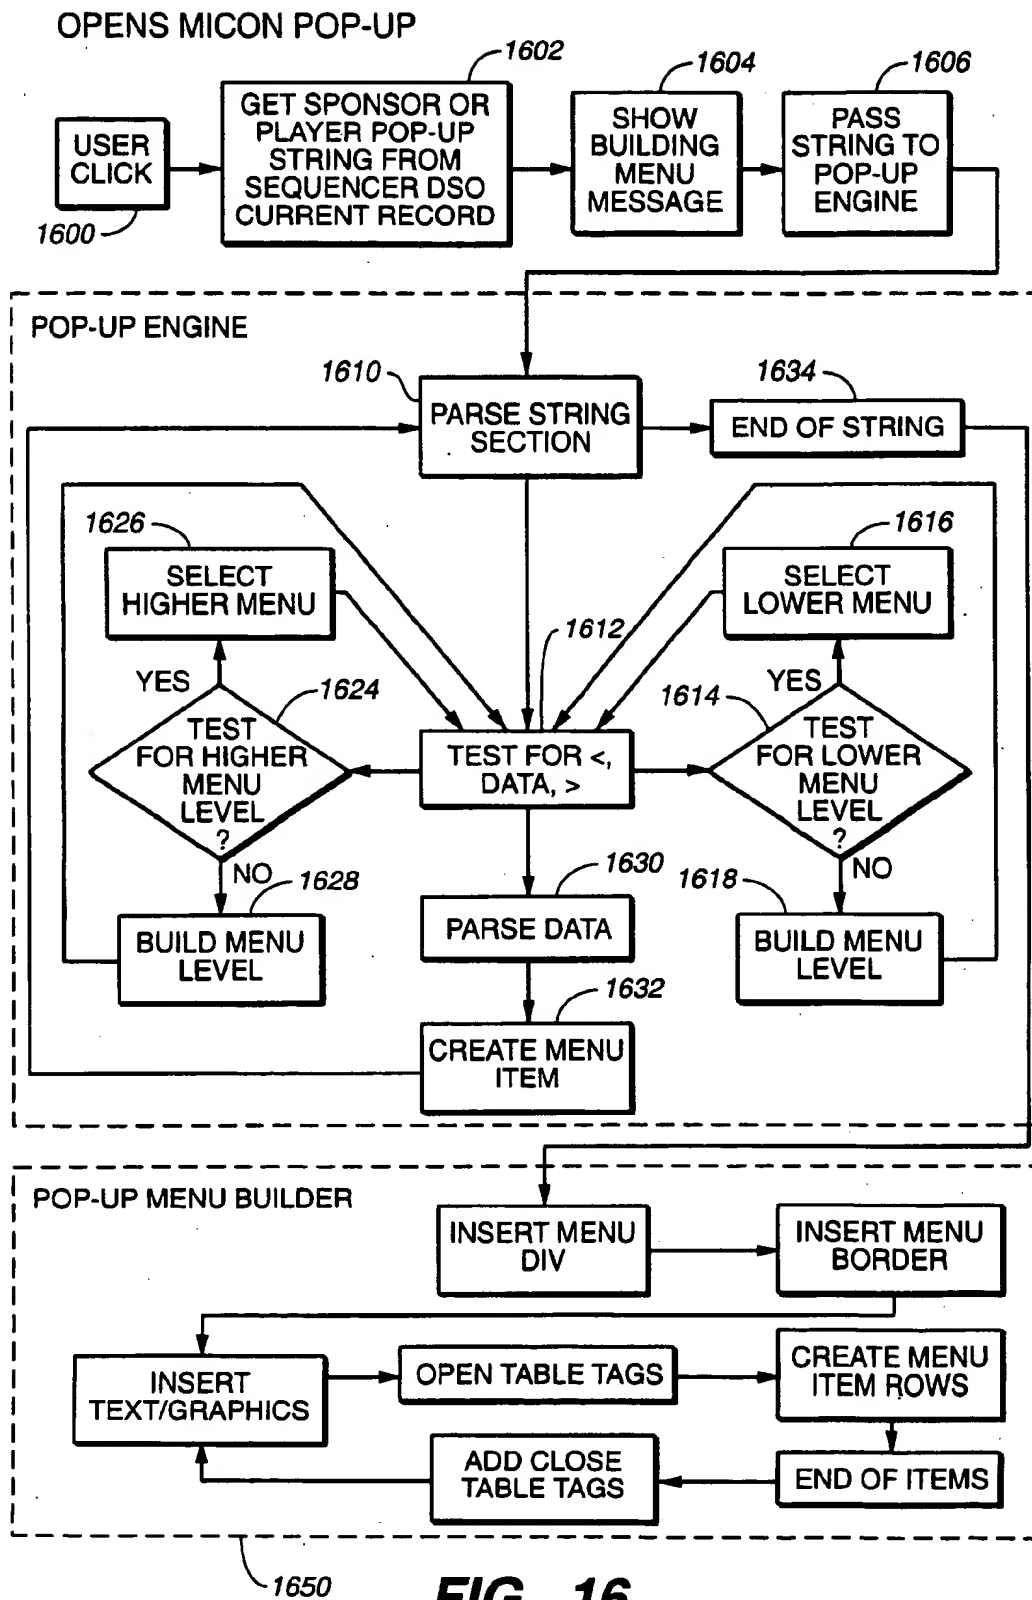 OPENS MICON POP-UP
1602
1604
1606
USER
CLICK
1600
GET SPONSOR OR
PLAYER POP-UP
STRING FROM
SEQUENCER DSO
CURRENT RECORD
SHOW
BUILDING
MENU
MESSAGE
PASS
STRING TO
POP-UP
ENGINE
POP-UP ENGINE
1610
PARSE STRING
SECTION
1634
END OF STRING
1626
SELECT
HIGHER MENU
1616
SELECT
LOWER MENU
1612
YES
1624
TEST
FOR HIGHER
MENU
LEVEL
?
TEST FOR <,
DATA, >
YES
1614
TEST
FOR LOWER
MENU
LEVEL
?
NO
1628
BUILD MENU
LEVEL
1630
PARSE DATA
NO
1618
BUILD MENU
LEVEL
1632
CREATE MENU
ITEM
POP-UP MENU BUILDER
INSERT MENU
DIV
INSERT MENU
BORDER
INSERT
TEXT/GRAPHICS
OPEN TABLE TAGS
CREATE MENU
ITEM ROWS
ADD CLOSE
TABLE TAGS
END OF ITEMS
1650
FIG. 16